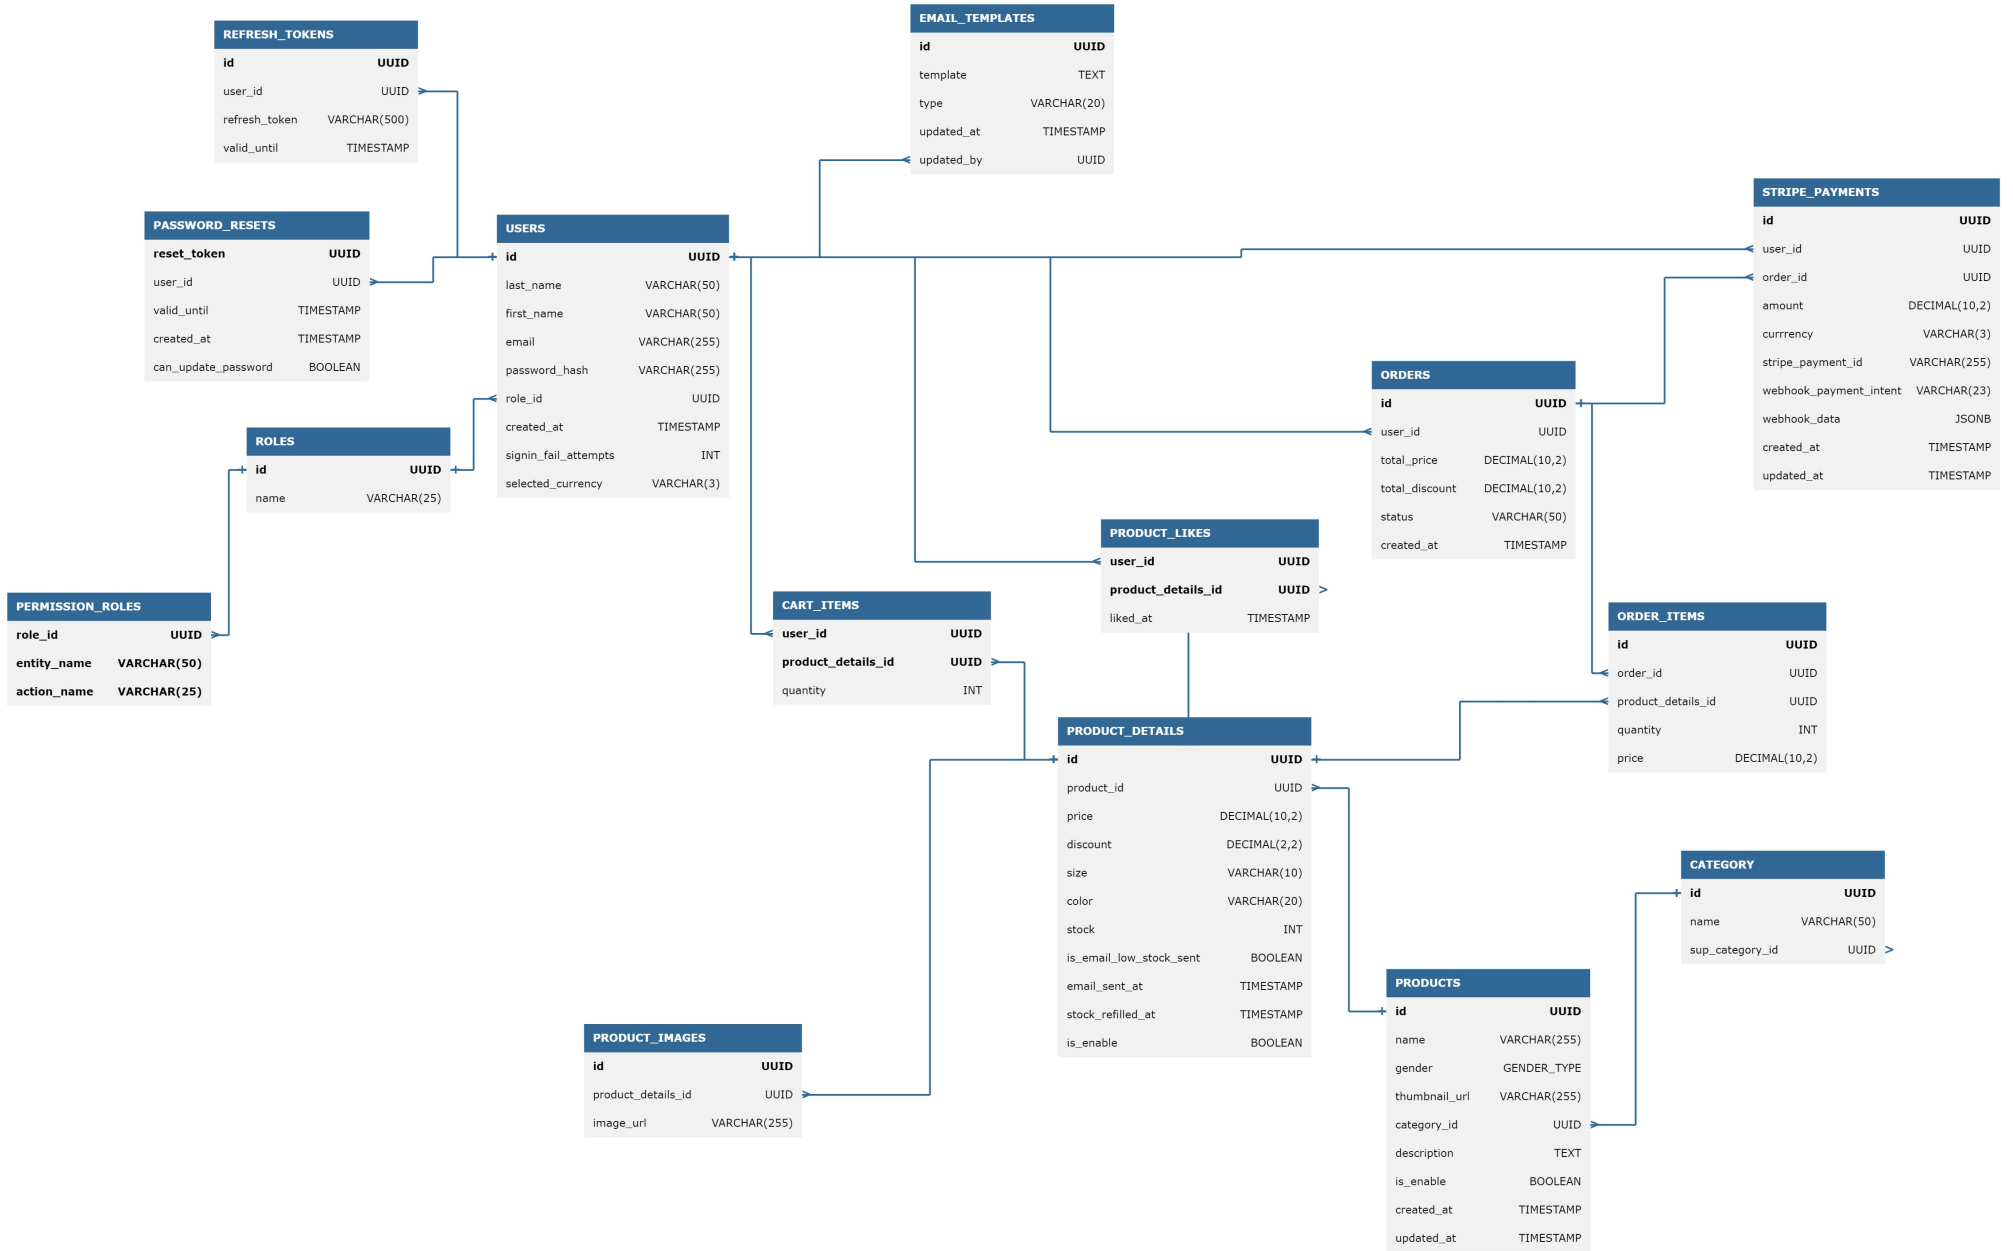 REFRESH_TOKENS
id UUID
user_id UUID
refresh_token VARCHAR(500)
valid_until TIMESTAMP
EMAIL_TEMPLATES
id UUID
template TEXT
type VARCHAR(20)
updated_at TIMESTAMP
updated_by UUID
PASSWORD_RESETS
reset_token UUID
user_id UUID
valid_until TIMESTAMP
created_at TIMESTAMP
can_update_password BOOLEAN
USERS
id UUID
last_name VARCHAR(50)
first_name VARCHAR(50)
email VARCHAR(255)
password_hash VARCHAR(255)
role_id UUID
created_at TIMESTAMP
signin_fail_attempts INT
selected_currency VARCHAR(3)
STRIPE_PAYMENTS
id UUID
user_id UUID
order_id UUID
amount DECIMAL(10,2)
currrency VARCHAR(3)
stripe_payment_id VARCHAR(255)
webhook_payment_intent VARCHAR(23)
webhook_data JSONB
created_at TIMESTAMP
updated_at TIMESTAMP
ROLES
id UUID
name VARCHAR(25)
ORDERS
id UUID
user_id UUID
total_price DECIMAL(10,2)
total_discount DECIMAL(10,2)
status VARCHAR(50)
created_at TIMESTAMP
PERMISSION_ROLES
role_id UUID
entity_name VARCHAR(50)
action_name VARCHAR(25)
CART_ITEMS
user_id UUID
product_details_id UUID
quantity INT
PRODUCT_LIKES
user_id UUID
product_details_id UUID
liked_at TIMESTAMP
ORDER_ITEMS
id UUID
order_id UUID
product_details_id UUID
quantity INT
price DECIMAL(10,2)
PRODUCT_DETAILS
id UUID
product_id UUID
price DECIMAL(10,2)
discount DECIMAL(2,2)
size VARCHAR(10)
color VARCHAR(20)
stock INT
is_email_low_stock_sent BOOLEAN
email_sent_at TIMESTAMP
stock_refilled_at TIMESTAMP
is_enable BOOLEAN
CATEGORY
id UUID
name VARCHAR(50)
sup_category_id UUID
PRODUCT_IMAGES
id UUID
product_details_id UUID
image_url VARCHAR(255)
PRODUCTS
id UUID
name VARCHAR(255)
gender GENDER_TYPE
thumbnail_url VARCHAR(255)
category_id UUID
description TEXT
is_enable BOOLEAN
created_at TIMESTAMP
updated_at TIMESTAMP